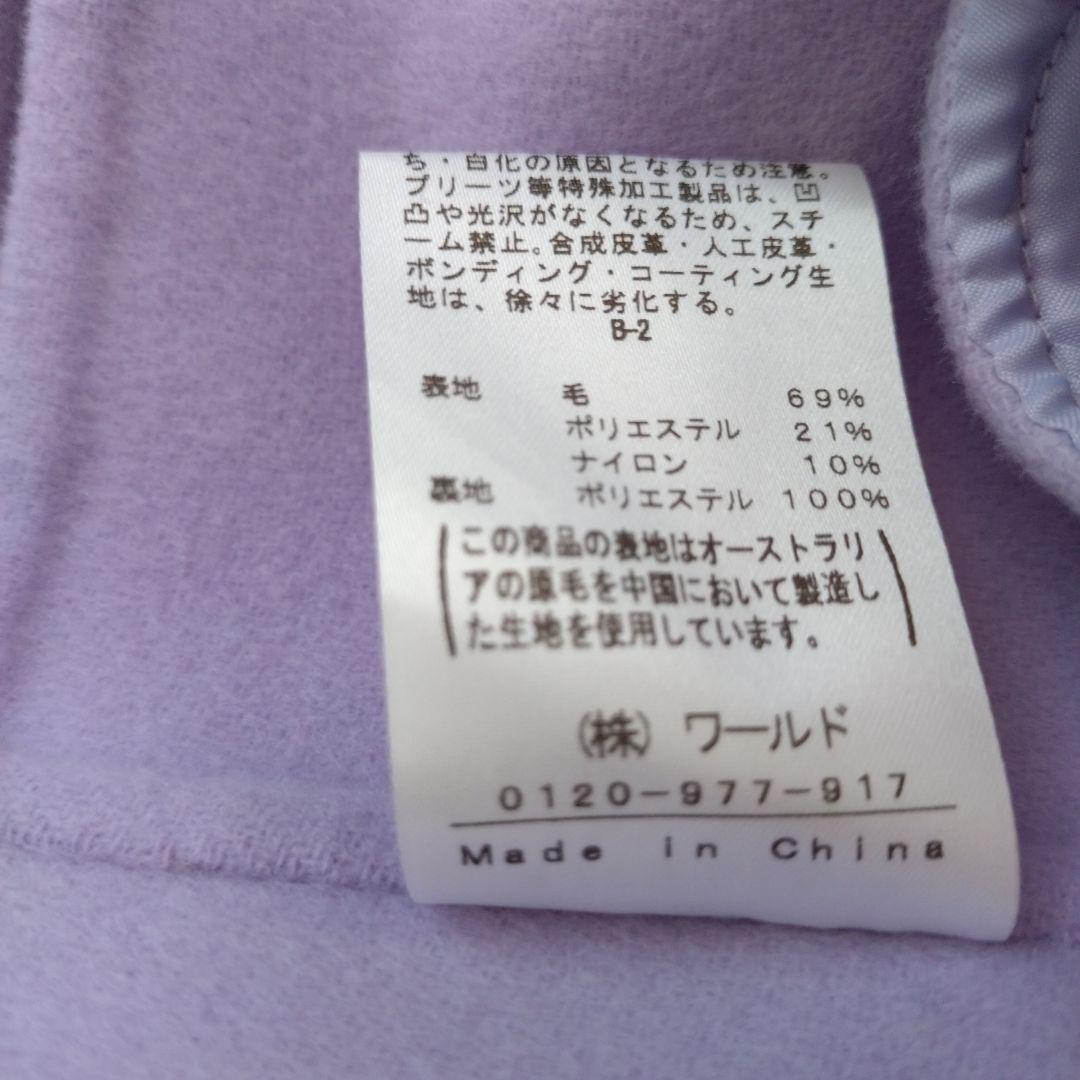 ち・白化の原因となるため注意。
プリーツ等特殊加工製品は、凹
凸や光沢がなくなるため、スチ
ーム禁止。合成皮革・人工皮革・
ボンディング・コーティング生
地は、徐々に劣化する。
B-2
表地 毛 69%
ポリエステル 21%
ナイロン 10%
裏地 ポリエステル 100%
この商品の表地はオーストラリ
アの原毛を中国において製造し
た生地を使用しています。
(株) ワールド
0120-977-917
Made in China